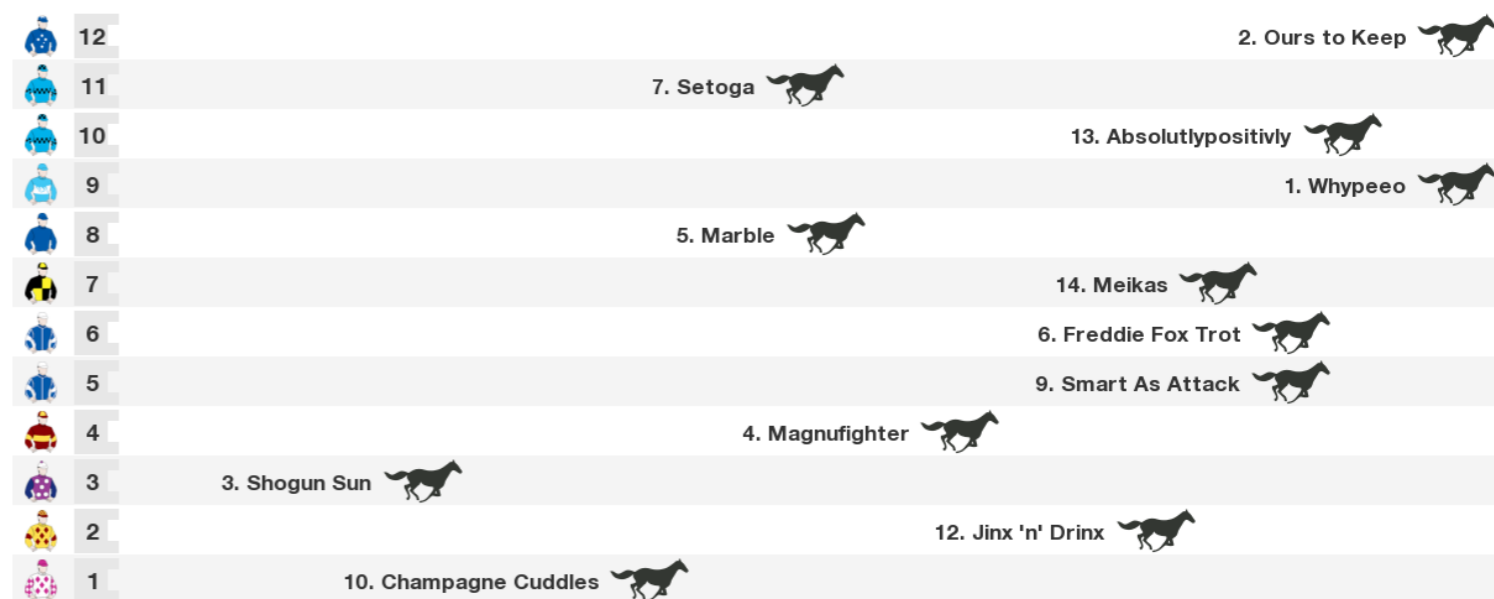 12 2. Ours to Keep
11 7. Setoga
10 13. Absolutlypositivly
9 1. Whypeeo
8 5. Marble
7 14. Meikas
6 6. Freddie Fox Trot
5 9. Smart As Attack
4 4. Magnufighter
3 3. Shogun Sun
2 12. Jinx 'n' Drinx
1 10. Champagne Cuddles